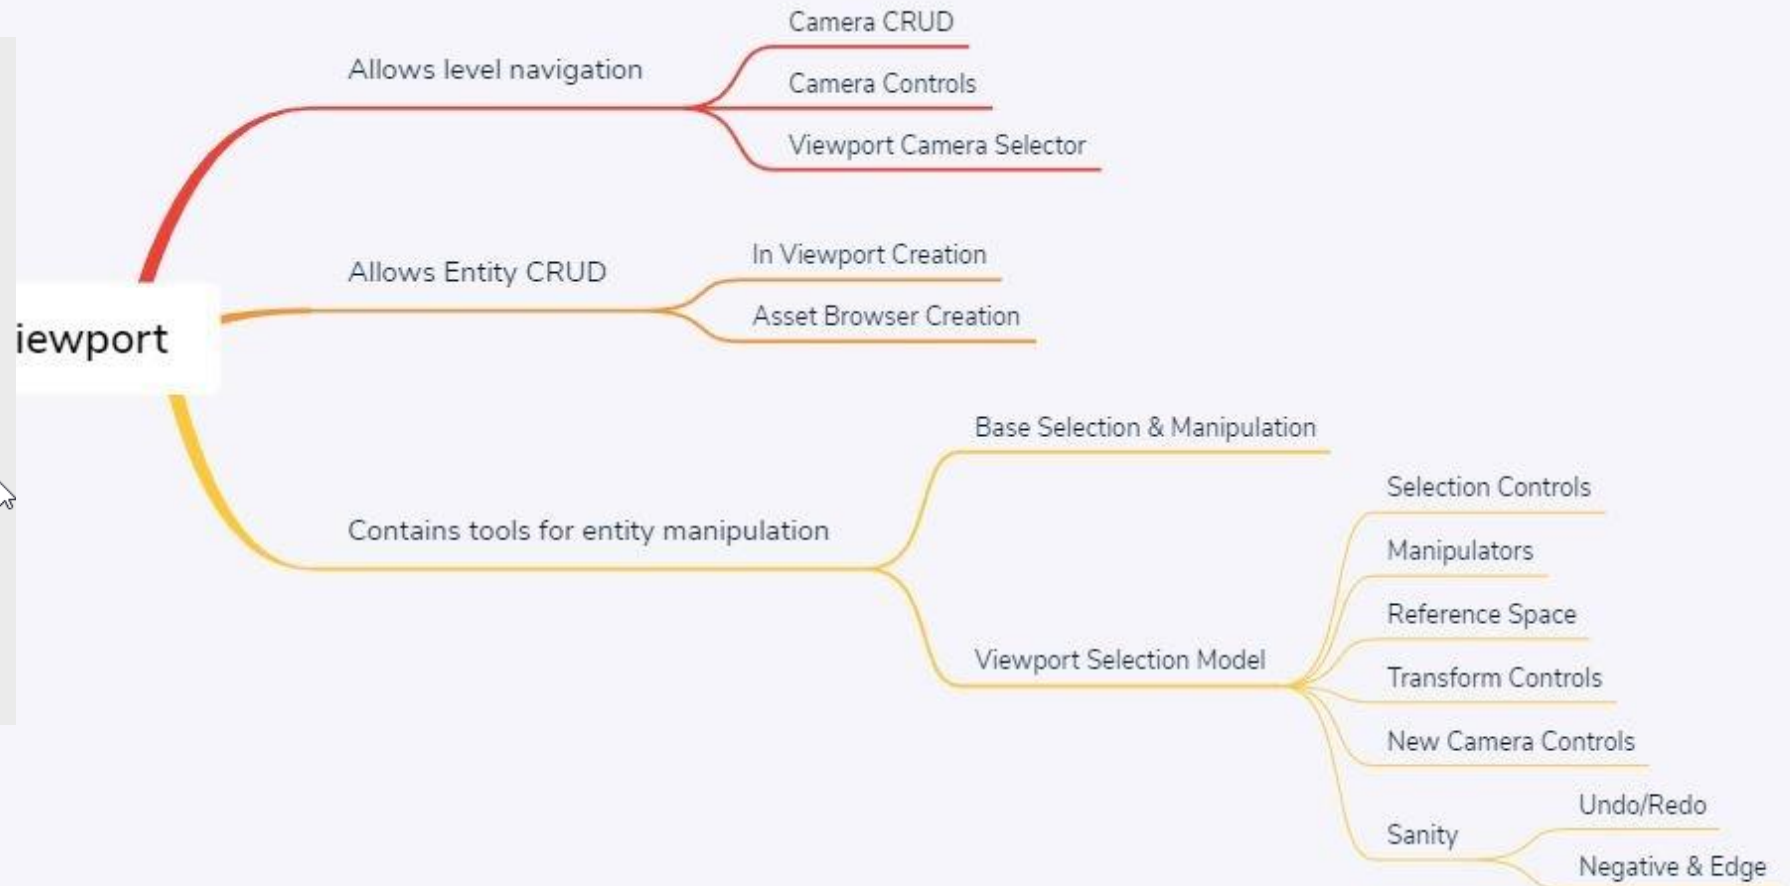 Camera CRUD
Allows level navigation
Camera Controls
Viewport Camera Selector
In Viewport Creation
Allows Entity CRUD
Asset Browser Creation
iewport
Base Selection & Manipulation
Selection Controls
Contains tools for entity manipulation
Manipulators
Reference Space
Viewport Selection Model
Transform Controls
New Camera Controls
Undo/Redo
Sanity
Negative & Edge